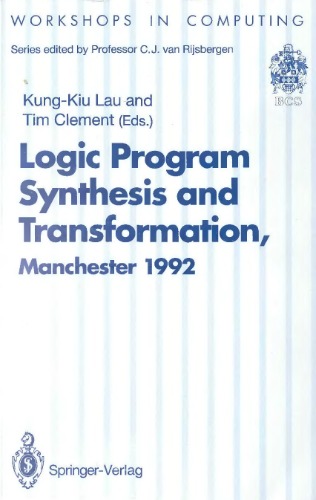 WORKSHOPS IN COMPUTING
Series edited by Professor C.J. van Rijsbergen
BCS
Kung-Kiu Lau and
Tim Clement (Eds.)
Logic Program
Synthesis and
Transformation,
Manchester 1992
Springer-Verlag